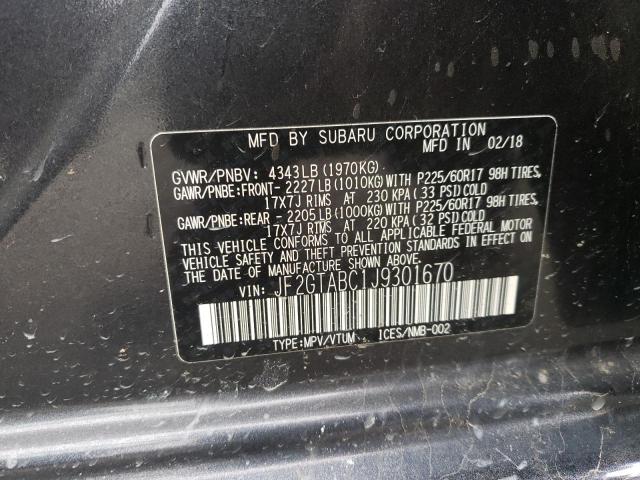 MFD BY SUBARU CORPORATION
MFD IN 02/18
GVWR/PNBV: 4343LB(1970KG)
GAWR/PNBE:FRONT- 2227LB(1010KG)WITH P225/60R17 98H TIRES,
17X7J RIMS AT 230 KPA(33 PSI)COLD
GAWR/PNBE:REAR - 2205LB(1000KG)WITH P225/60R17 98H TIRES,
17X7J RIMS AT 220 KPA(32 PSI)COLD
THIS VEHICLE CONFORMS TO ALL APPLICABLE FEDERAL MOTOR
VEHICLE SAFETY AND THEFT PREVENTION STANDARDS IN EFFECT ON
THE DATE OF MANUFACTURE SHOWN ABOVE.
VIN: JF2GTABC1J9301670
TYPE:MPV/VTUM ICES/NMB-002